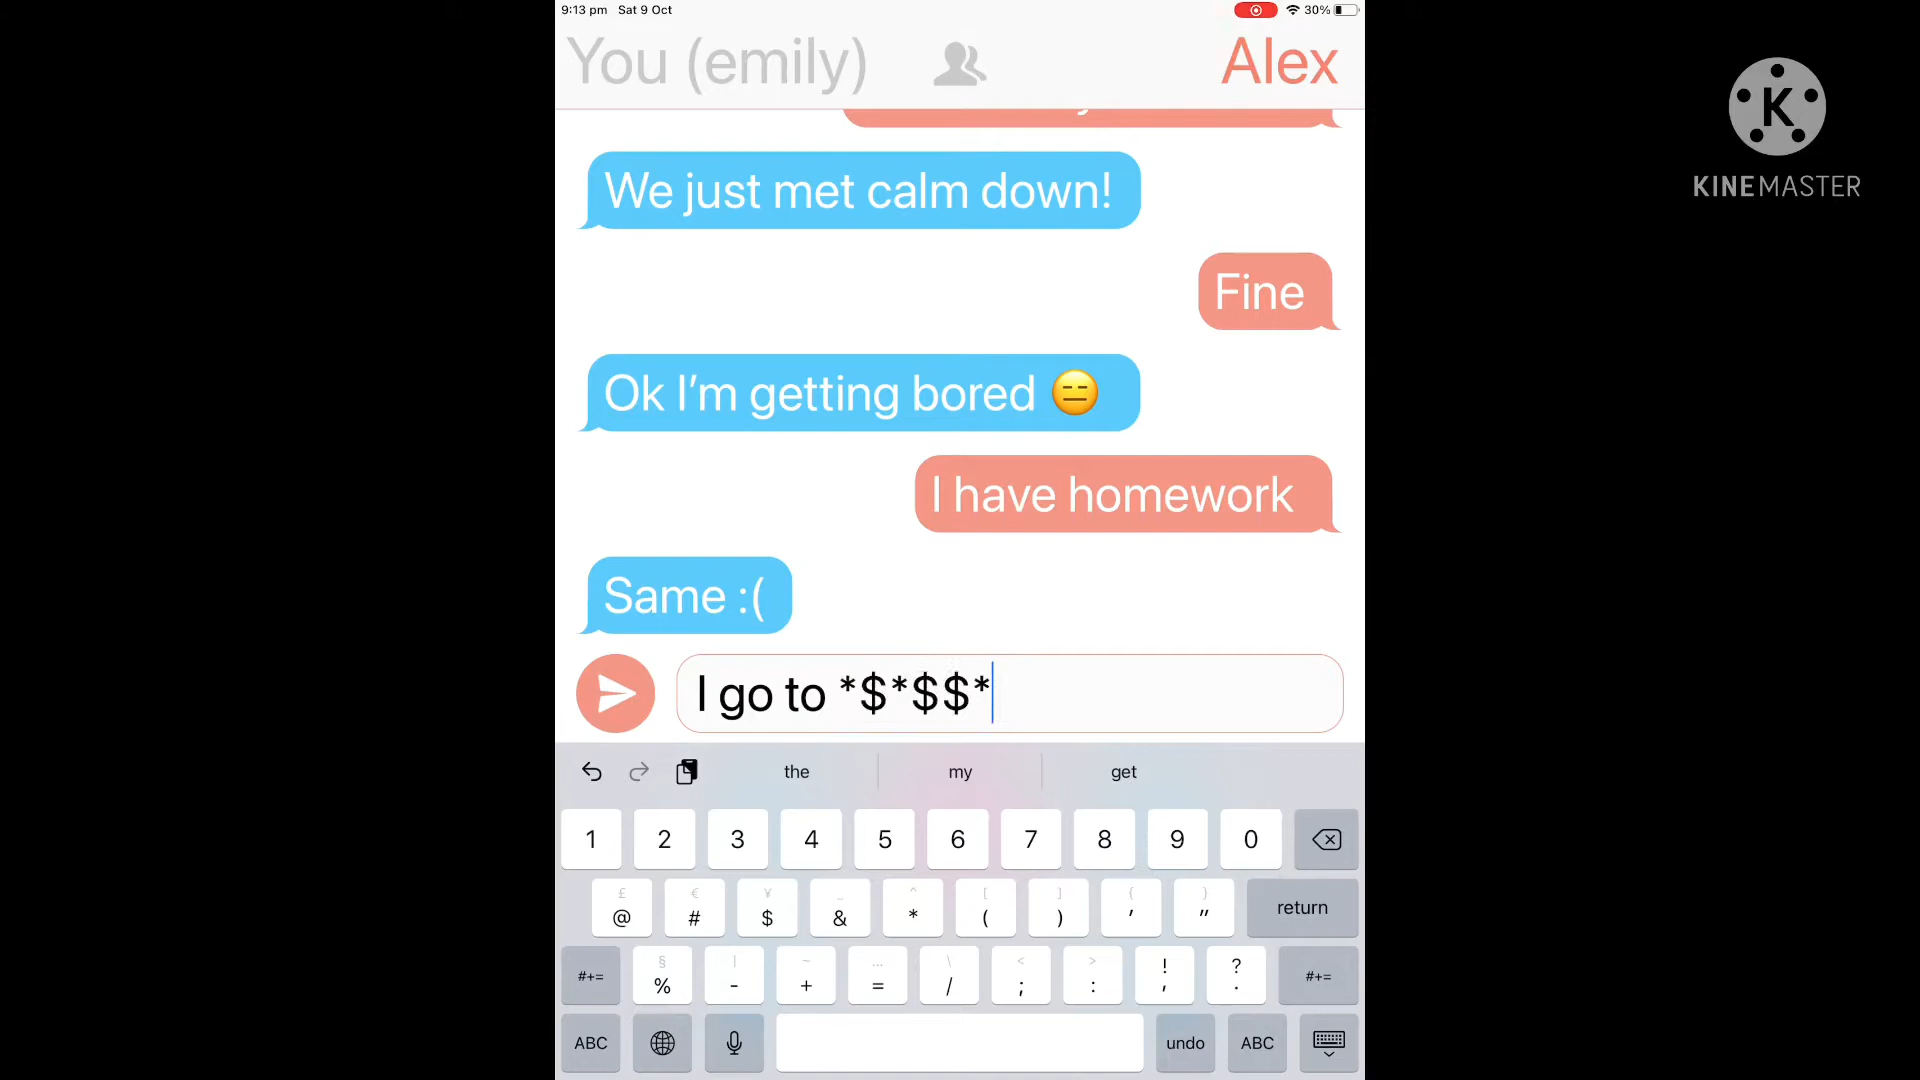 9:13 pm Sat 9 Oct 30%
You (emily) Alex
K
KINEMASTER
We just met calm down!
Fine
Ok I’m getting bored 😑
I have homework
Same :(
I go to *$*$$*
the my get
1 2 3 4 5 6 7 8 9 0
£ € ¥ _ ^ [ ] { }
@ # $ & * ( ) ' " return
§ | ~ … \ < > ! ?
#+= % - + = / ; : , . #+=
ABC undo ABC